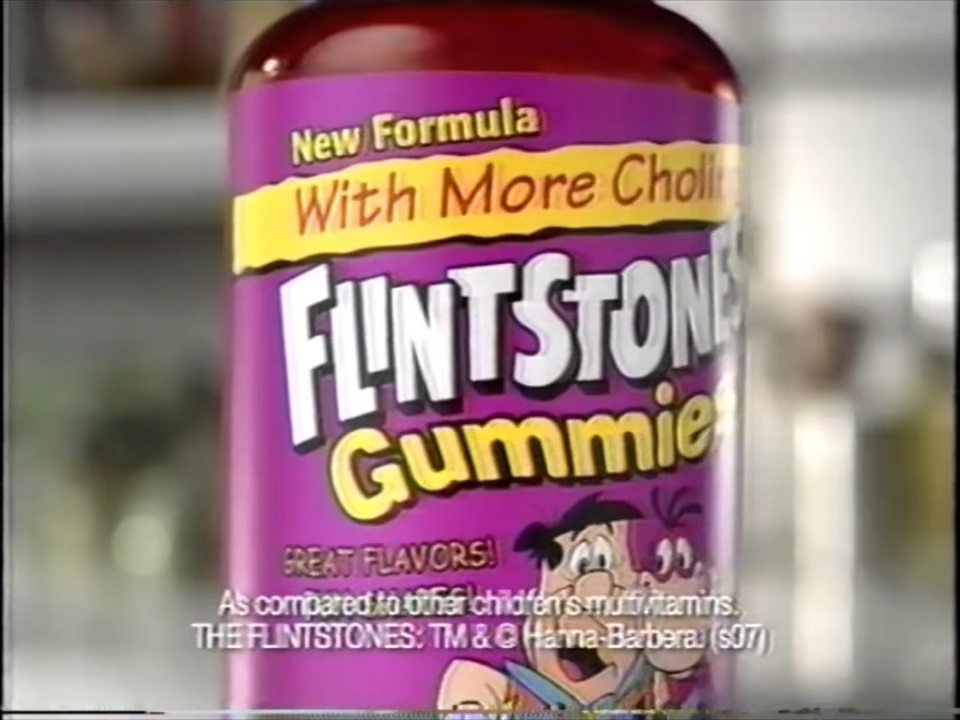 New Formula
With More Cholin
FLINTSTONES
Gummies
GREAT FLAVORS!
As compared to other children's multivitamins.
THE FLINTSTONES: TM & © Hanna-Barbera. (s07)